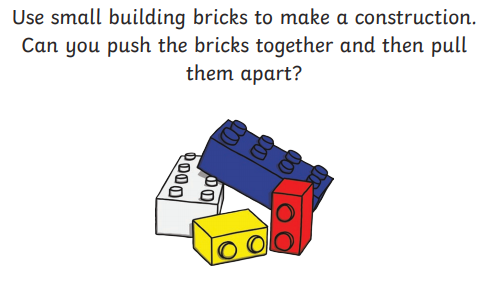 Use small building bricks to make a construction.
Can you push the bricks together and then pull
them apart?